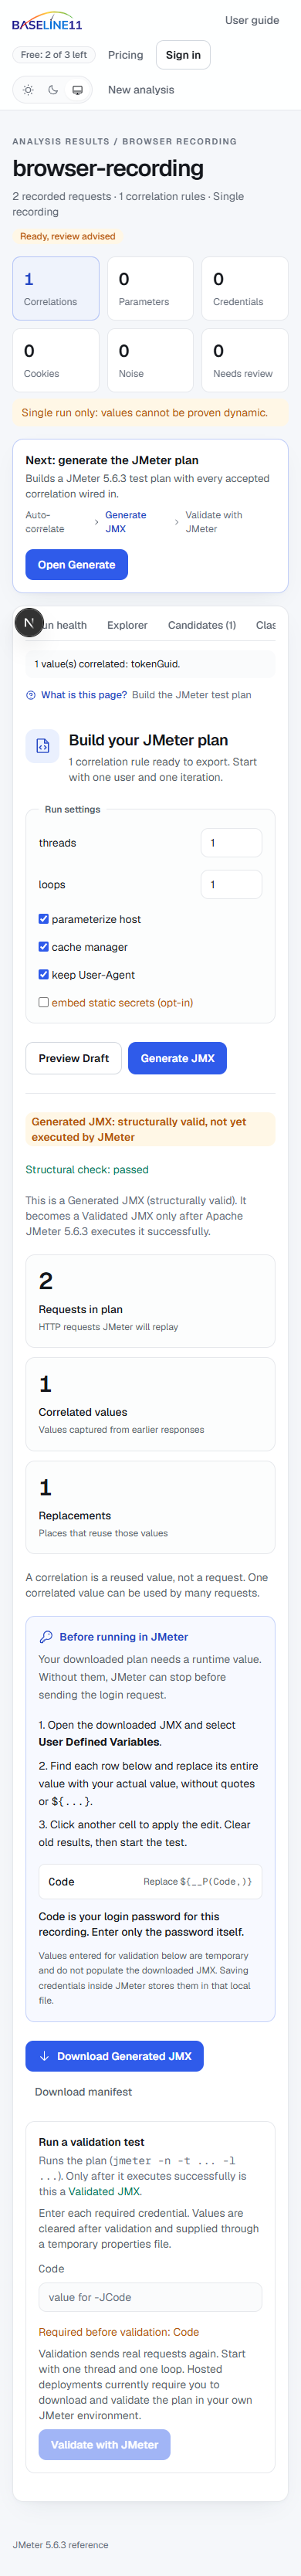 BASELINE11
User guide
Free: 2 of 3 left
Pricing
Sign in
New analysis
ANALYSIS RESULTS / BROWSER RECORDING
browser-recording
2 recorded requests · 1 correlation rules · Single
recording
Ready, review advised
1
Correlations
0
Parameters
0
Credentials
0
Cookies
0
Noise
0
Needs review
Single run only: values cannot be proven dynamic.
Next: generate the JMeter plan
Builds a JMeter 5.6.3 test plan with every accepted
correlation wired in.
Auto-
correlate
> Generate
JMX
> Validate with
JMeter
Open Generate
N
un health
Explorer
Candidates (1)
Clas
1 value(s) correlated: tokenGuid.
What is this page? Build the JMeter test plan
Build your JMeter plan
1 correlation rule ready to export. Start
with one user and one iteration.
Run settings
threads
1
loops
1
parameterize host
cache manager
keep User-Agent
embed static secrets (opt-in)
Preview Draft
Generate JMX
Generated JMX: structurally valid, not yet
executed by JMeter
Structural check: passed
This is a Generated JMX (structurally valid). It
becomes a Validated JMX only after Apache
JMeter 5.6.3 executes it successfully.
2
Requests in plan
HTTP requests JMeter will replay
1
Correlated values
Values captured from earlier responses
1
Replacements
Places that reuse those values
A correlation is a reused value, not a request. One
correlated value can be used by many requests.
Before running in JMeter
Your downloaded plan needs a runtime value.
Without them, JMeter can stop before
sending the login request.
1. Open the downloaded JMX and select
User Defined Variables.
2. Find each row below and replace its entire
value with your actual value, without quotes
or ${...}.
3. Click another cell to apply the edit. Clear
old results, then start the test.
Code
Replace ${__P(Code,)}
Code is your login password for this
recording. Enter only the password itself.
Values entered for validation below are temporary
and do not populate the downloaded JMX. Saving
credentials inside JMeter stores them in that local
file.
Download Generated JMX
Download manifest
Run a validation test
Runs the plan (jmeter -n -t ... -l
...). Only after it executes successfully is
this a Validated JMX.
Enter each required credential. Values are
cleared after validation and supplied through
a temporary properties file.
Code
value for -JCode
Required before validation: Code
Validation sends real requests again. Start
with one thread and one loop. Hosted
deployments currently require you to
download and validate the plan in your own
JMeter environment.
Validate with JMeter
JMeter 5.6.3 reference